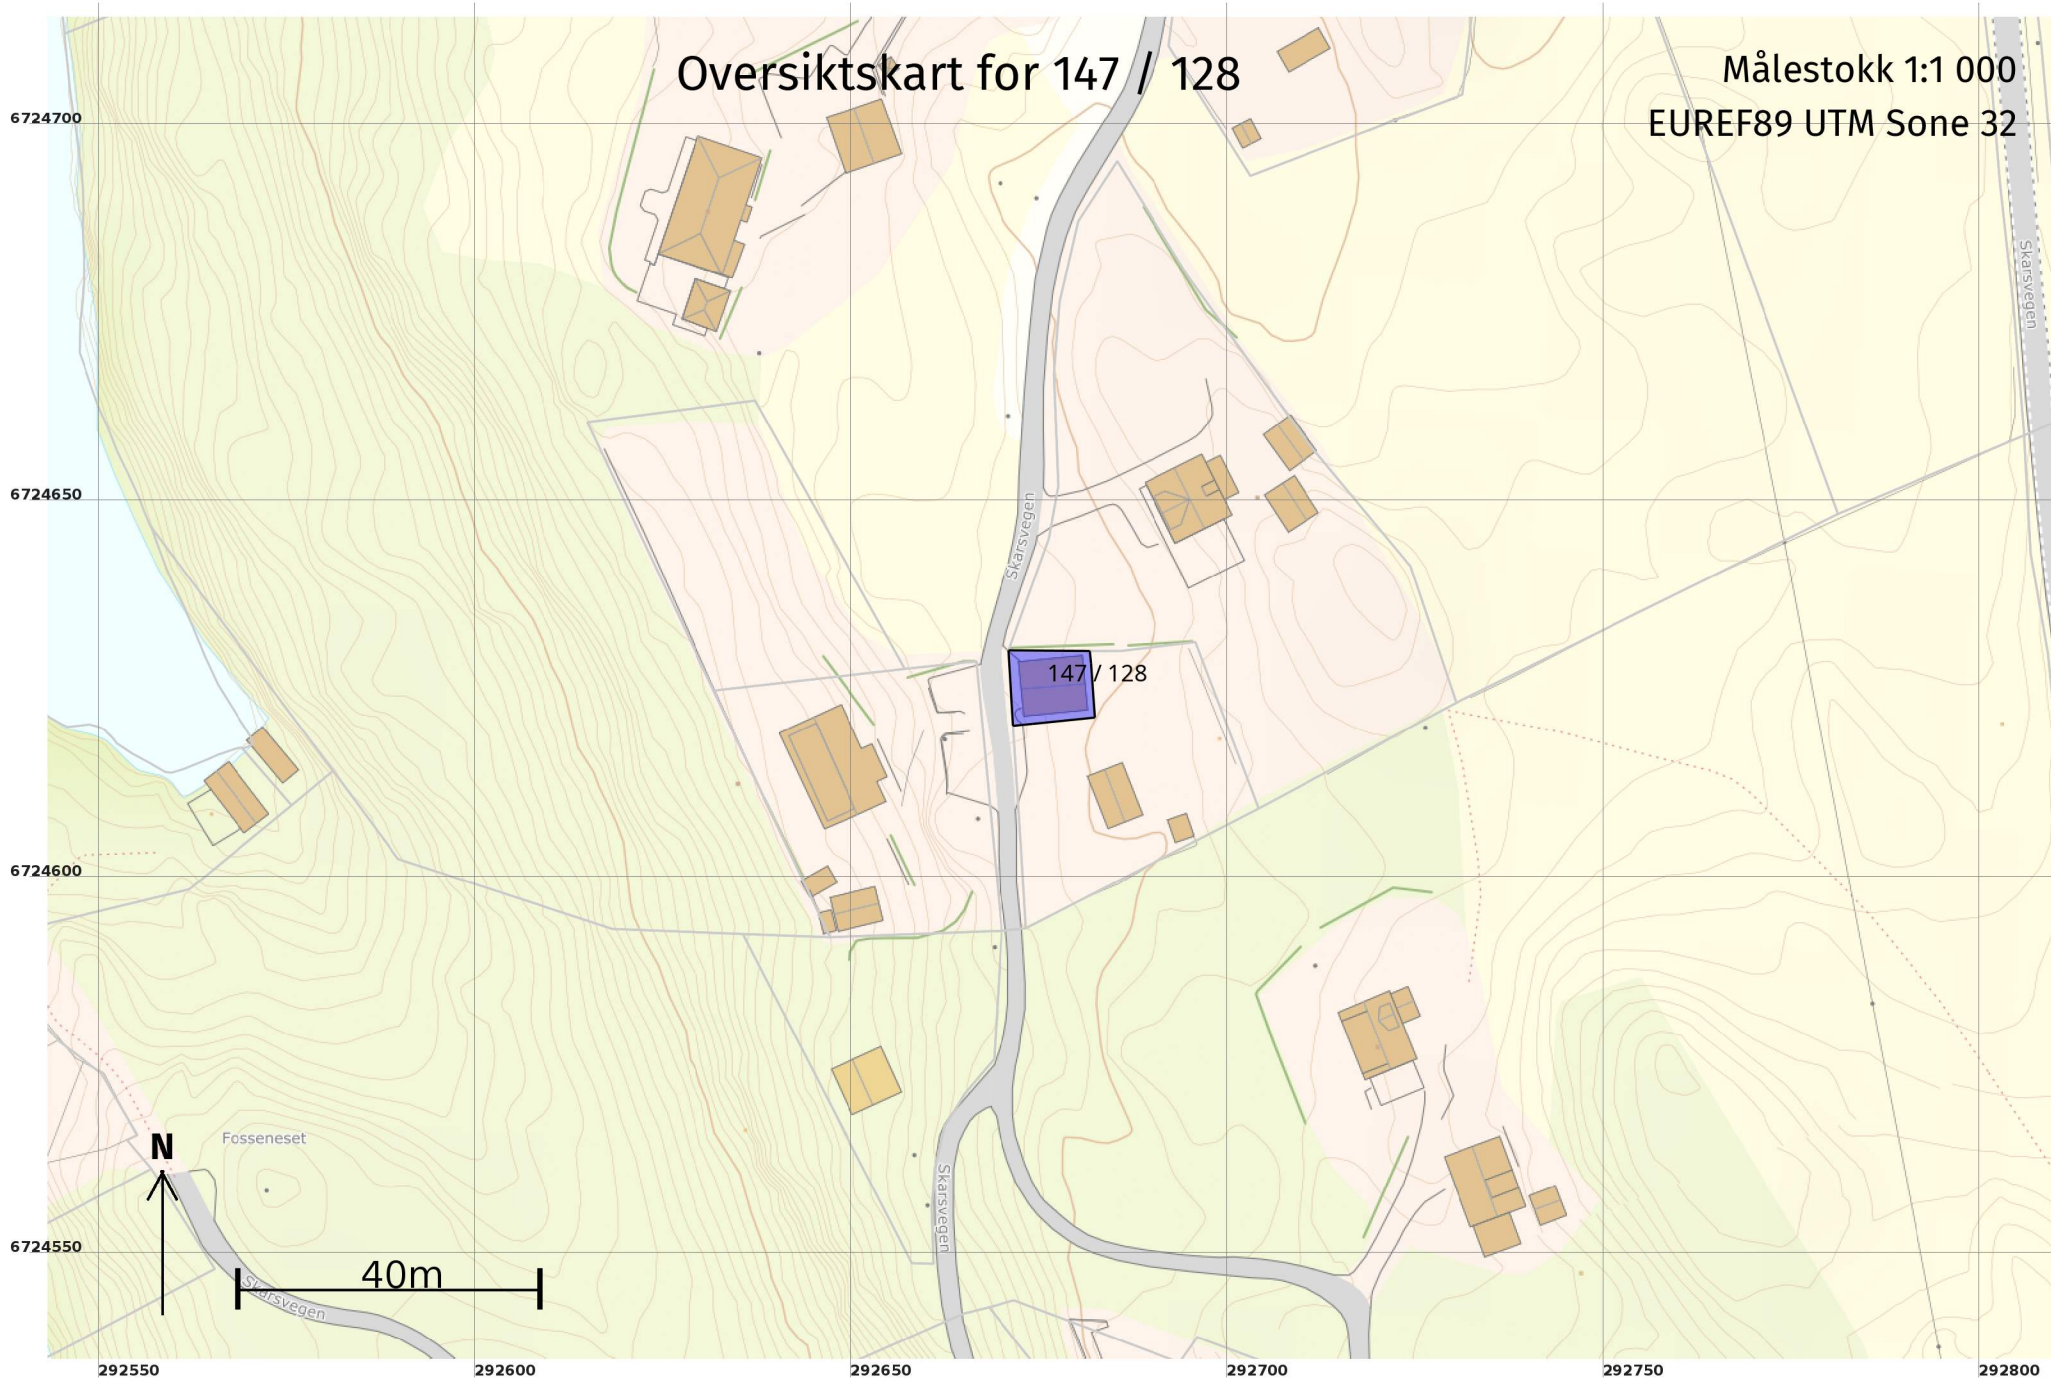 Oversiktskart for 147 / 128
Målestokk 1:1 000
EUREF89 UTM Sone 32
6724700
Skarsvegen
6724650
Skarsvegen
147 / 128
6724600
Fosseneset
N
Skarsvegen
6724550
40m
Skarsvegen
292550
292600
292650
292700
292750
292800